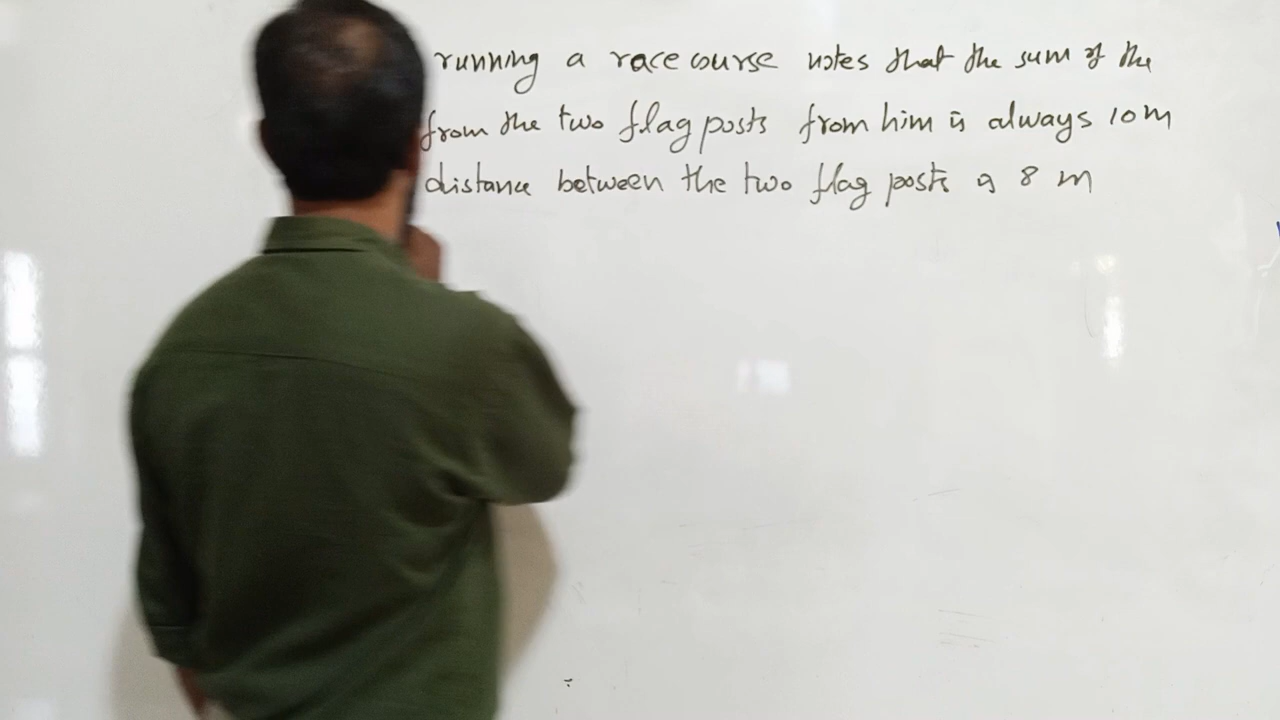 running a race course notes that the sum of the
from the two flag posts from him is always 10 m
distance between the two flag posts is 8 m